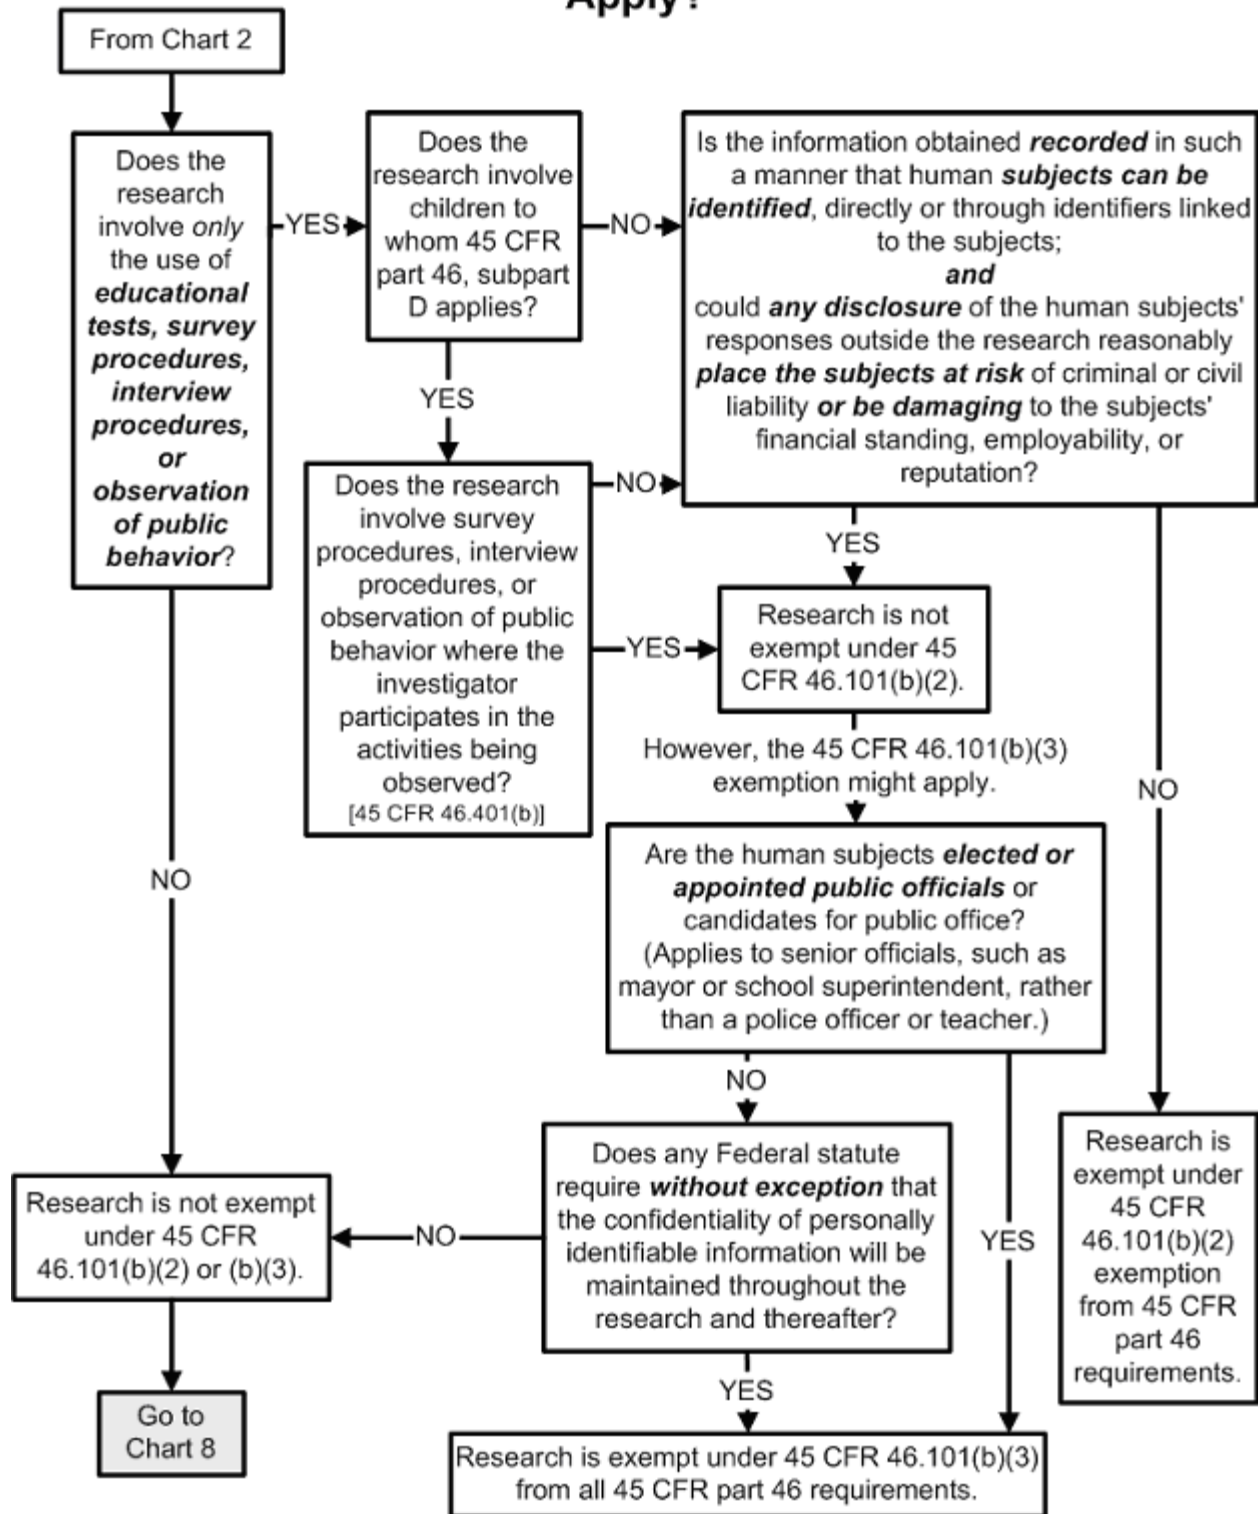 Apply?
From Chart 2
Does the
research
involve only
the use of
educational
tests, survey
procedures,
interview
procedures,
or
observation
of public
behavior?
YES
Does the
research involve
children to
whom 45 CFR
part 46, subpart
D applies?
NO
Is the information obtained recorded in such
a manner that human subjects can be
identified, directly or through identifiers linked
to the subjects;
and
could any disclosure of the human subjects'
responses outside the research reasonably
place the subjects at risk of criminal or civil
liability or be damaging to the subjects'
financial standing, employability, or
reputation?
YES
Does the research
involve survey
procedures, interview
procedures, or
observation of public
behavior where the
investigator
participates in the
activities being
observed?
[45 CFR 46.401(b)]
NO
YES
YES
Research is not
exempt under 45
CFR 46.101(b)(2).
However, the 45 CFR 46.101(b)(3)
exemption might apply.
NO
Are the human subjects elected or
appointed public officials or
candidates for public office?
(Applies to senior officials, such as
mayor or school superintendent, rather
than a police officer or teacher.)
NO
NO
YES
Does any Federal statute
require without exception that
the confidentiality of personally
identifiable information will be
maintained throughout the
research and thereafter?
NO
YES
Research is not exempt
under 45 CFR
46.101(b)(2) or (b)(3).
Research is
exempt under
45 CFR
46.101(b)(2)
exemption
from 45 CFR
part 46
requirements.
Go to
Chart 8
Research is exempt under 45 CFR 46.101(b)(3)
from all 45 CFR part 46 requirements.